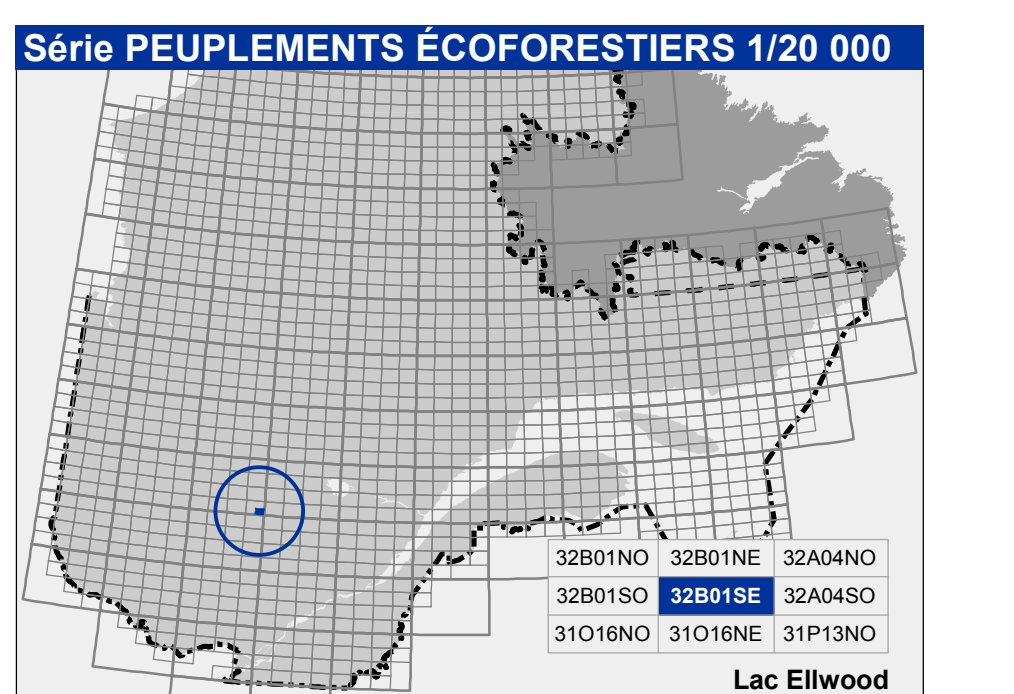 Série PEUPLEMENTS ÉCOFORESTIERS 1/20 000
32B01NO 32B01NE 32A04NO
32B01SO 32B01SE 32A04SO
31O16NO 31O16NE 31P13NO
Lac Ellwood